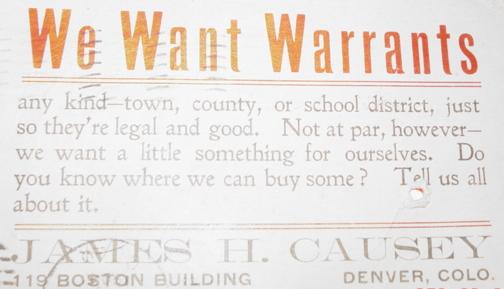 We Want Warrants
any kind—town, county, or school district, just
so they're legal and good. Not at par, however—
we want a little something for ourselves. Do
you know where we can buy some? Tell us all
about it.
JAMES H. CAUSEY
119 BOSTON BUILDING DENVER, COLO.